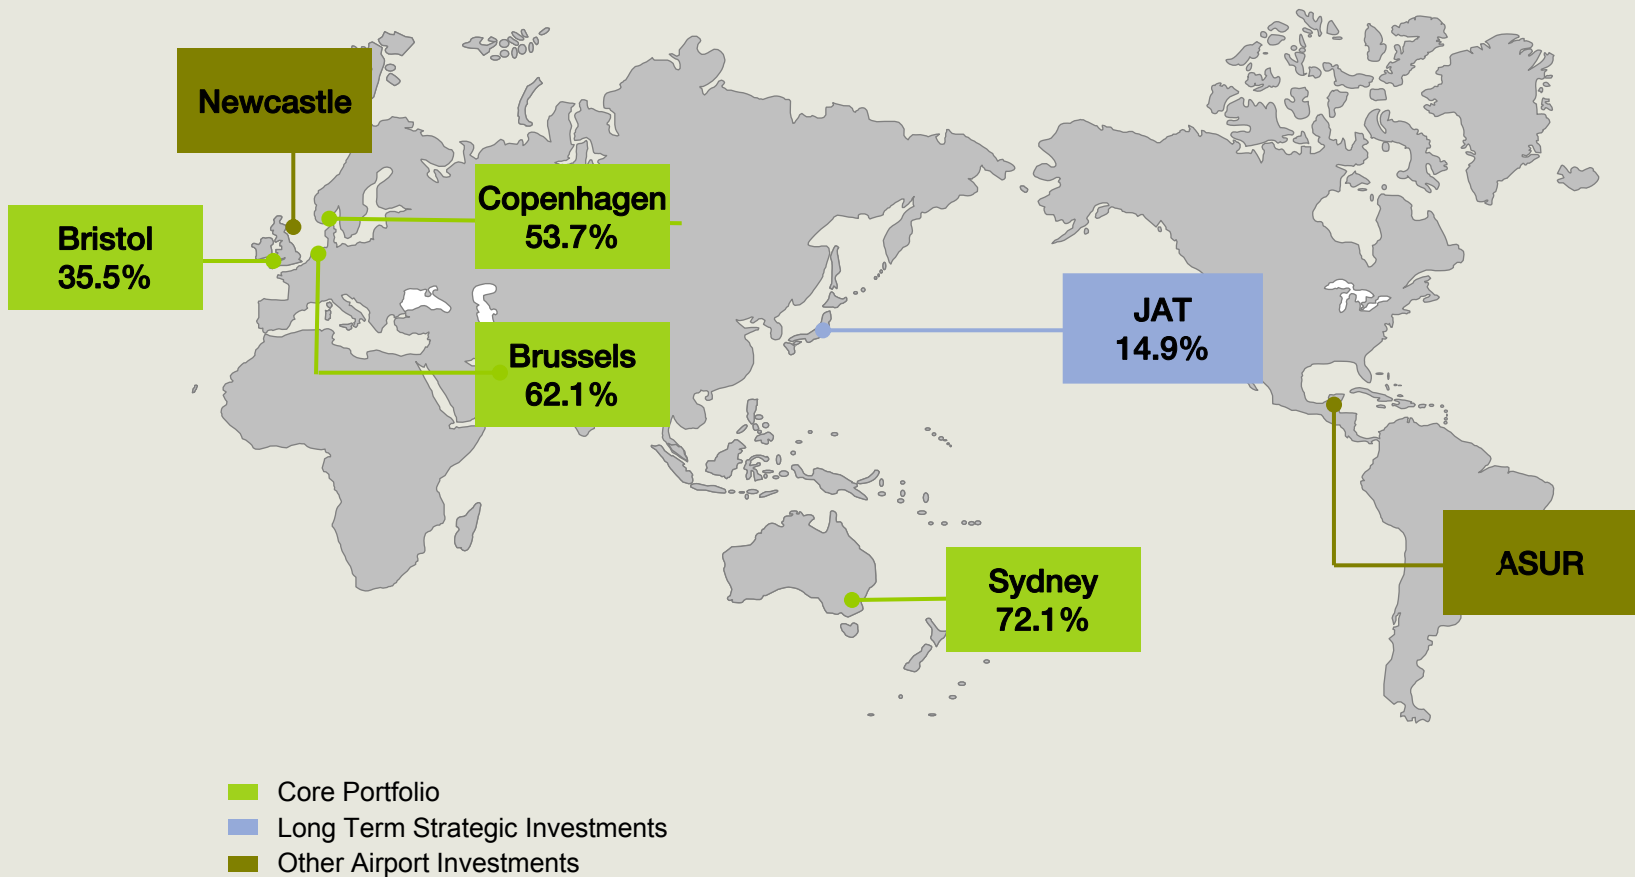 Newcastle
Copenhagen
53.7%
Bristol
35.5%
JAT
14.9%
Brussels
62.1%
ASUR
Sydney
72.1%
Core Portfolio
Long Term Strategic Investments
Other Airport Investments